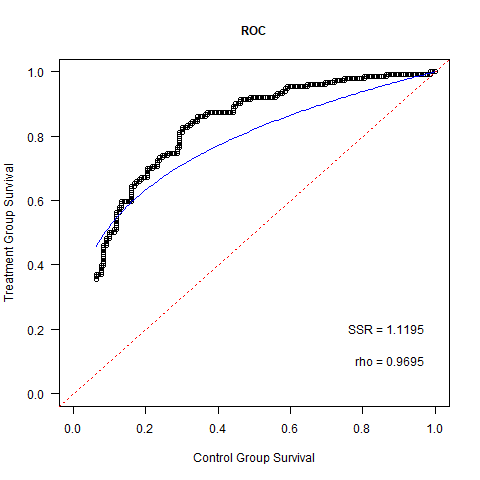 ROC
Treatment Group Survival
1.0
0.8
0.6
0.4
0.2
0.0
SSR = 1.1195
rho = 0.9695
0.0 0.2 0.4 0.6 0.8 1.0
Control Group Survival